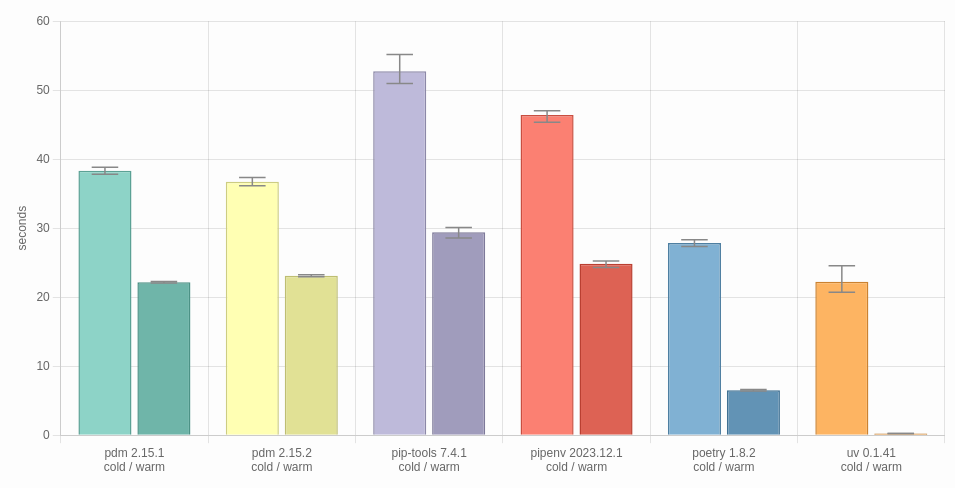 60
50
40
30
20
10
0
seconds
pdm 2.15.1
cold / warm
pdm 2.15.2
cold / warm
pip-tools 7.4.1
cold / warm
pipenv 2023.12.1
cold / warm
poetry 1.8.2
cold / warm
uv 0.1.41
cold / warm